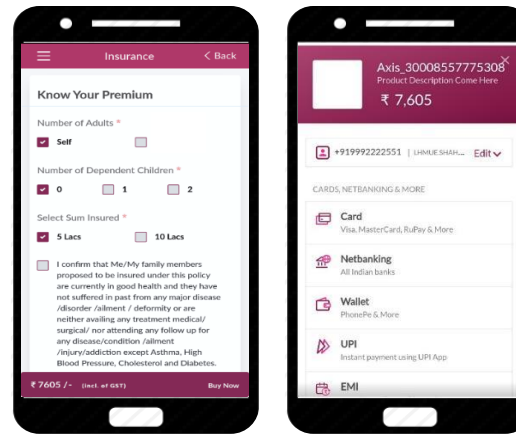 Insurance
< Back
Know Your Premium
Number of Adults *
Self
Number of Dependent Children *
0 1 2
Select Sum Insured *
5 Lacs 10 Lacs
I confirm that Me/My family members
proposed to be insured under this policy
are currently in good health and they have
not suffered in past from any major disease
/disorder /ailment / deformity or are
neither availing any treatment medical/
surgical/ nor attending any follow up for
any disease/condition /ailment
/injury/addiction except Asthma, High
Blood Pressure, Cholesterol and Diabetes.
₹ 7605 /- (incl. of GST) Buy Now
Axis_30008557775308
Product Description Come Here
₹ 7,605
+919992222551 | LHMUE SHAH... Edit
CARDS, NETBANKING & MORE
Card
Visa, MasterCard, RuPay & More
Netbanking
All Indian banks
Wallet
PhonePe & More
UPI
Instant payment using UPI App
EMI